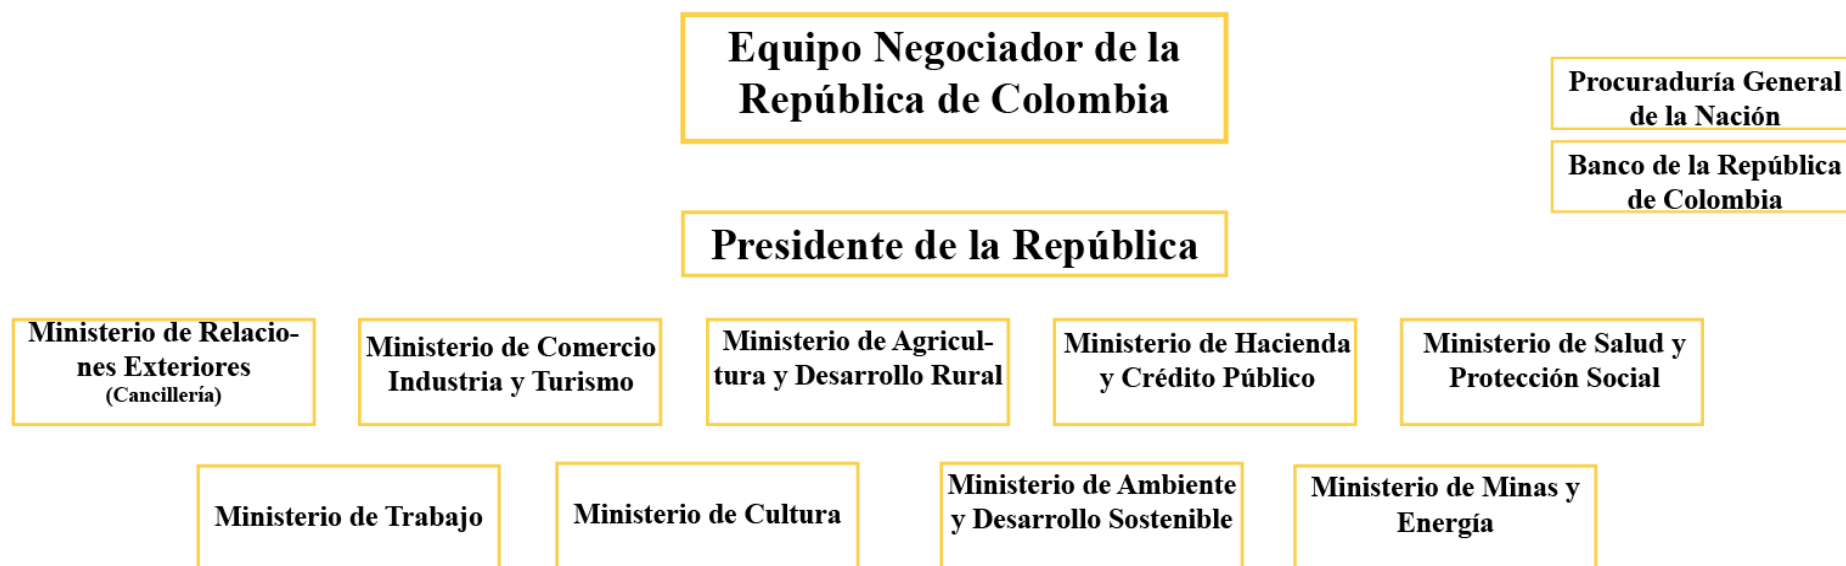 Equipo Negociador de la
República de Colombia
Procuraduría General
de la Nación
Banco de la República
de Colombia
Presidente de la República
Ministerio de Relacio-
nes Exteriores
(Cancillería)
Ministerio de Comercio
Industria y Turismo
Ministerio de Agricul-
tura y Desarrollo Rural
Ministerio de Hacienda
y Crédito Público
Ministerio de Salud y
Protección Social
Ministerio de Trabajo
Ministerio de Cultura
Ministerio de Ambiente
y Desarrollo Sostenible
Ministerio de Minas y
Energía